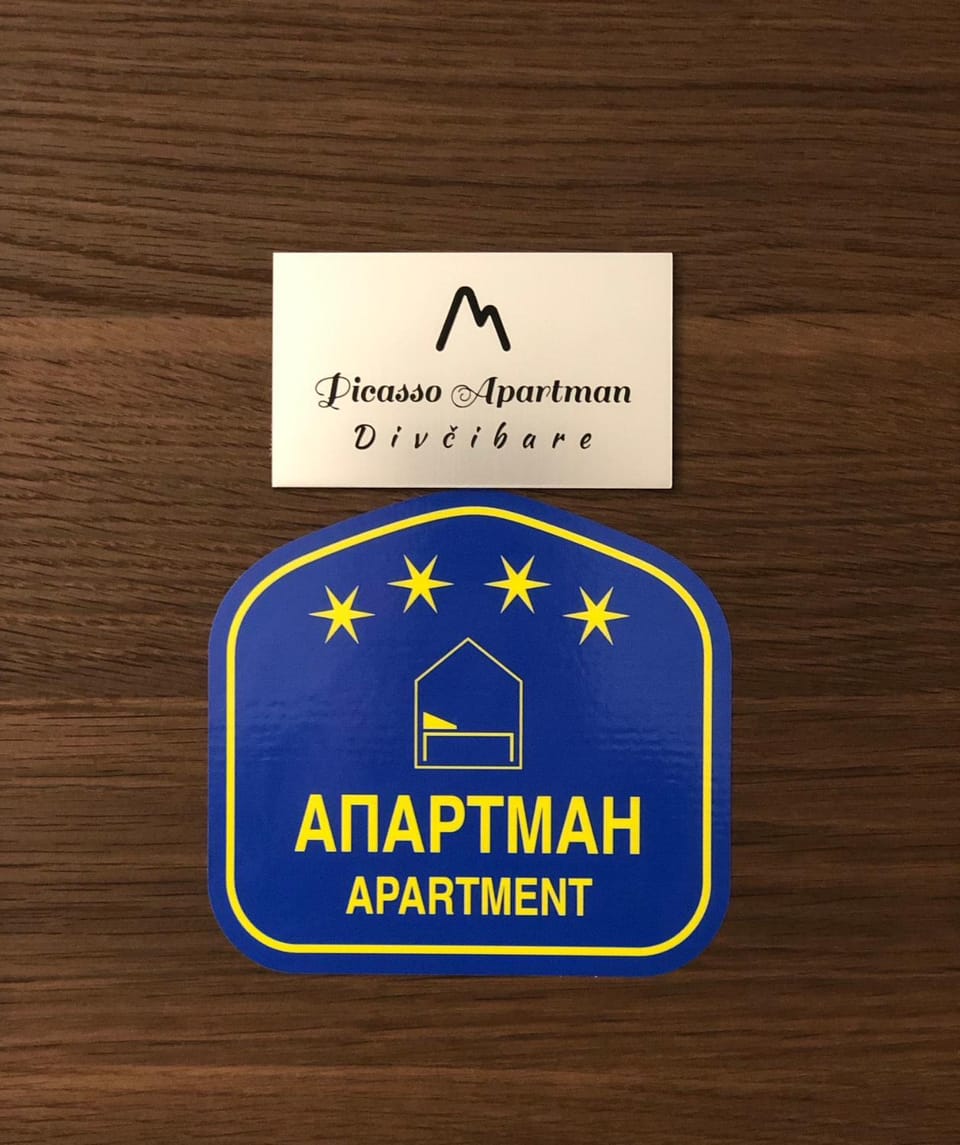 Picasso Apartman
Divčibare
АПАРТМАН
APARTMENT